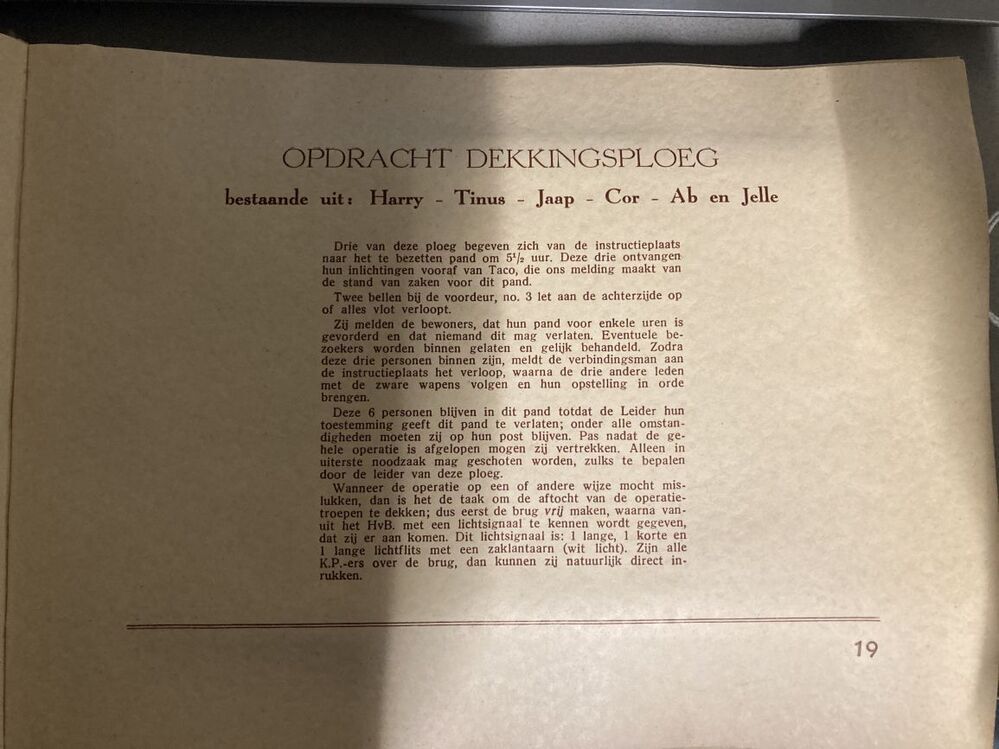 OPDRACHT DEKKINGSPLOEG
bestaande uit: Harry - Tinus - Jaap - Cor - Ab en Jelle
Drie van deze ploeg begeven zich van de instructieplaats
naar het te bezetten pand om 5½ uur. Deze drie ontvangen
hun inlichtingen vooraf van Taco, die ons melding maakt van
de stand van zaken voor dit pand.
Twee bellen bij de voordeur, no. 3 let aan de achterzijde op
of alles vlot verloopt.
Zij melden de bewoners, dat hun pand voor enkele uren is
gevorderd en dat niemand dit mag verlaten. Eventuele be-
zoekers worden binnen gelaten en gelijk behandeld. Zodra
deze drie personen binnen zijn, meldt de verbindingsman aan
de instructieplaats het verloop, waarna de drie andere leden
met de zware wapens volgen en hun opstelling in orde
brengen.
Deze 6 personen blijven in dit pand totdat de Leider hun
toestemming geeft dit pand te verlaten; onder alle omstan-
digheden moeten zij op hun post blijven. Pas nadat de ge-
hele operatie is afgelopen mogen zij vertrekken. Alleen in
uiterste noodzaak mag geschoten worden, zulks te bepalen
door de leider van deze ploeg.
Wanneer de operatie op een of andere wijze mocht mis-
lukken, dan is het de taak om de aftocht van de operatie-
troepen te dekken; dus eerst de brug vrij maken, waarna van-
uit het HvB. met een lichtsignaal te kennen wordt gegeven,
dat zij er aan komen. Dit lichtsignaal is: 1 lange, 1 korte en
1 lange lichtflits met een zaklantaarn (wit licht). Zijn alle
K.P.-ers over de brug, dan kunnen zij natuurlijk direct in-
rukken.
19